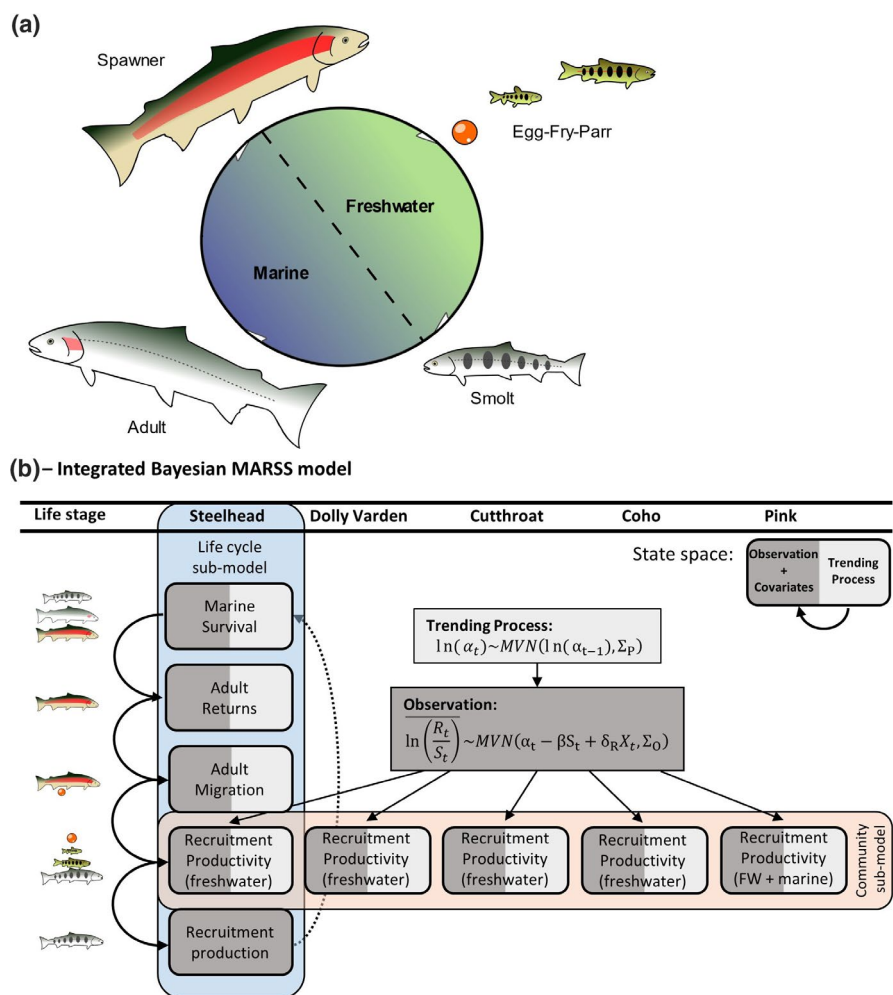 (a)
Spawner
Egg-Fry-Parr
Freshwater
Marine
Smolt
Adult
(b) – Integrated Bayesian MARSS model
Life stage Steelhead Dolly Varden Cutthroat Coho Pink
Life cycle
sub-model
State space:
Observation
+
Covariates
Trending
Process
Marine
Survival
Trending Process:
ln(α_t)~MVN(ln(α_{t−1}),Σ_P)
Adult
Returns
Observation:
\overline{ln(R_t/S_t)}~MVN(α_t − βS_t + δ_R X_t,Σ_O)
Adult
Migration
Recruitment
Productivity
(freshwater)
Recruitment
Productivity
(freshwater)
Recruitment
Productivity
(freshwater)
Recruitment
Productivity
(freshwater)
Recruitment
Productivity
(FW + marine)
Community
sub-model
Recruitment
production